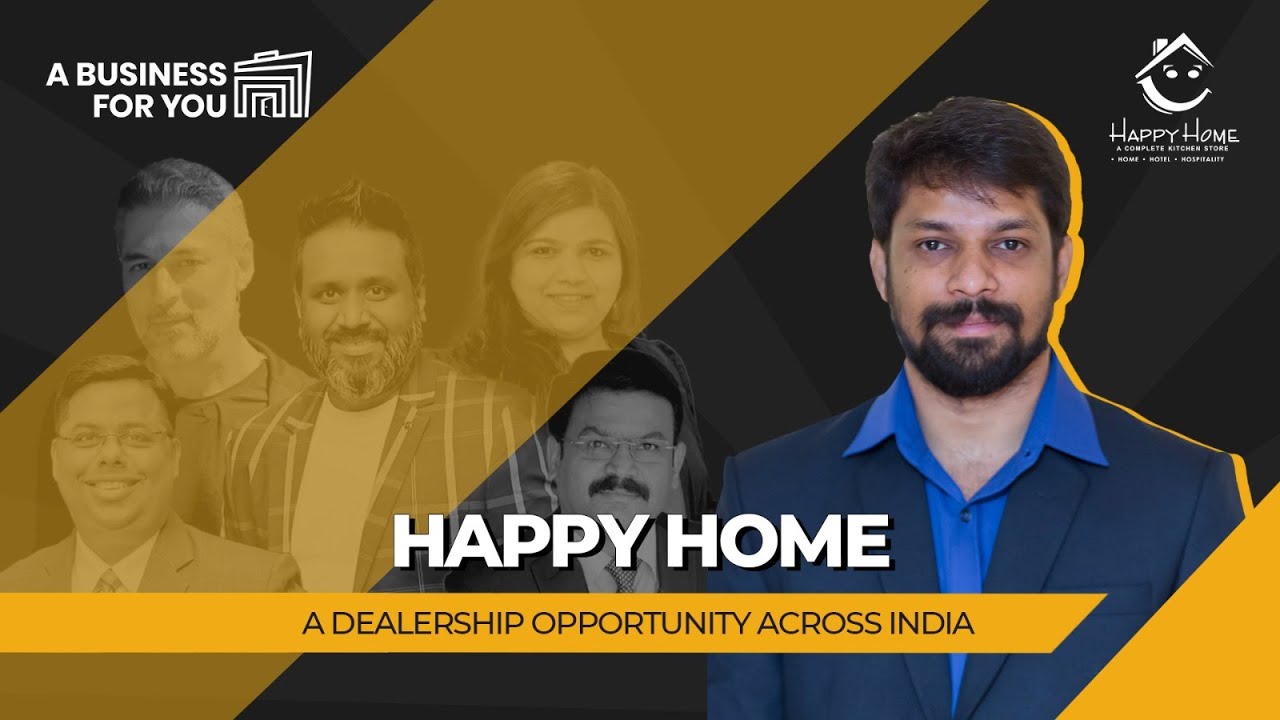 A BUSINESS
FOR YOU
HAPPY HOME
A COMPLETE KITCHEN STORE
• HOME • HOTEL • HOSPITALITY
HAPPY HOME
A DEALERSHIP OPPORTUNITY ACROSS INDIA